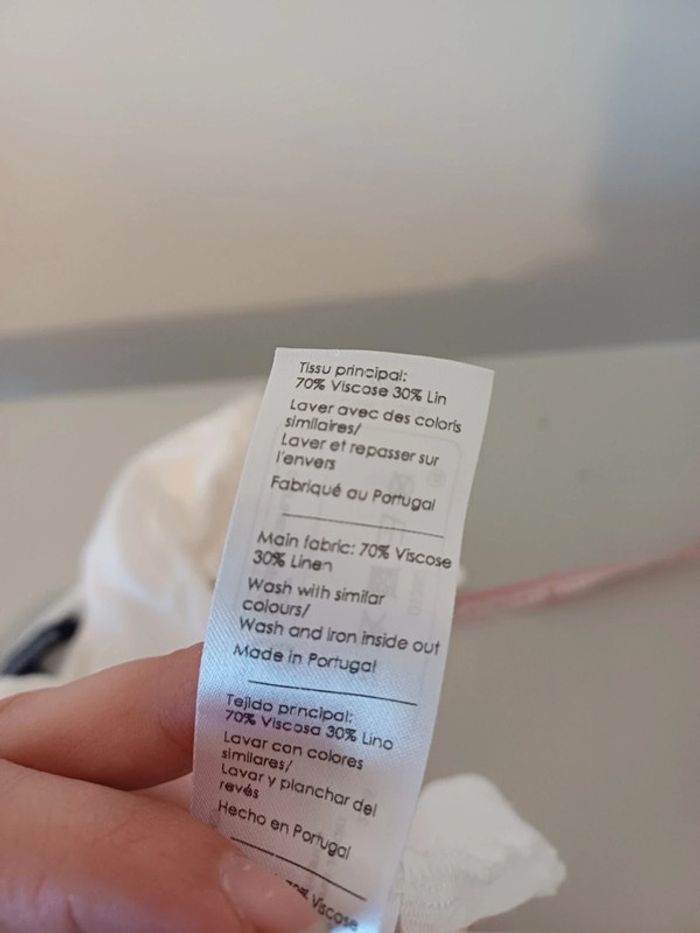 Tissu principal:
70% Viscose 30% Lin
Laver avec des coloris
similaires/
Laver et repasser sur
l'envers
Fabriqué au Portugal
Main fabric: 70% Viscose
30% Linen
Wash with similar
colours/
Wash and iron inside out
Made in Portugal
Tejido principal:
70% Viscosa 30% Lino
Lavar con colores
similares/
Lavar y planchar del
revés
Hecho en Portugal
70% Viscose